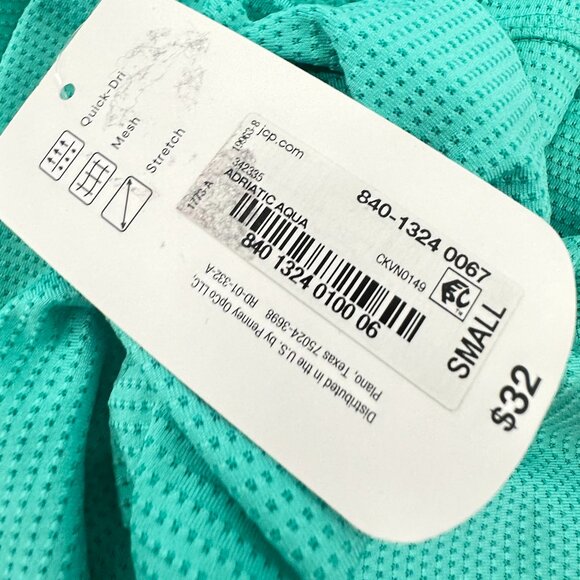 Quick-Dri
Mesh
Stretch
jcp.com
840-1324 0067
342335
ADRIATIC AQUA
1773-A
CKVN0149
840 1324 0100 06
SMALL
Distributed in the U.S. by Penney OpCo LLC,
Plano, Texas 75024-3698 RD-01-332-A
$32